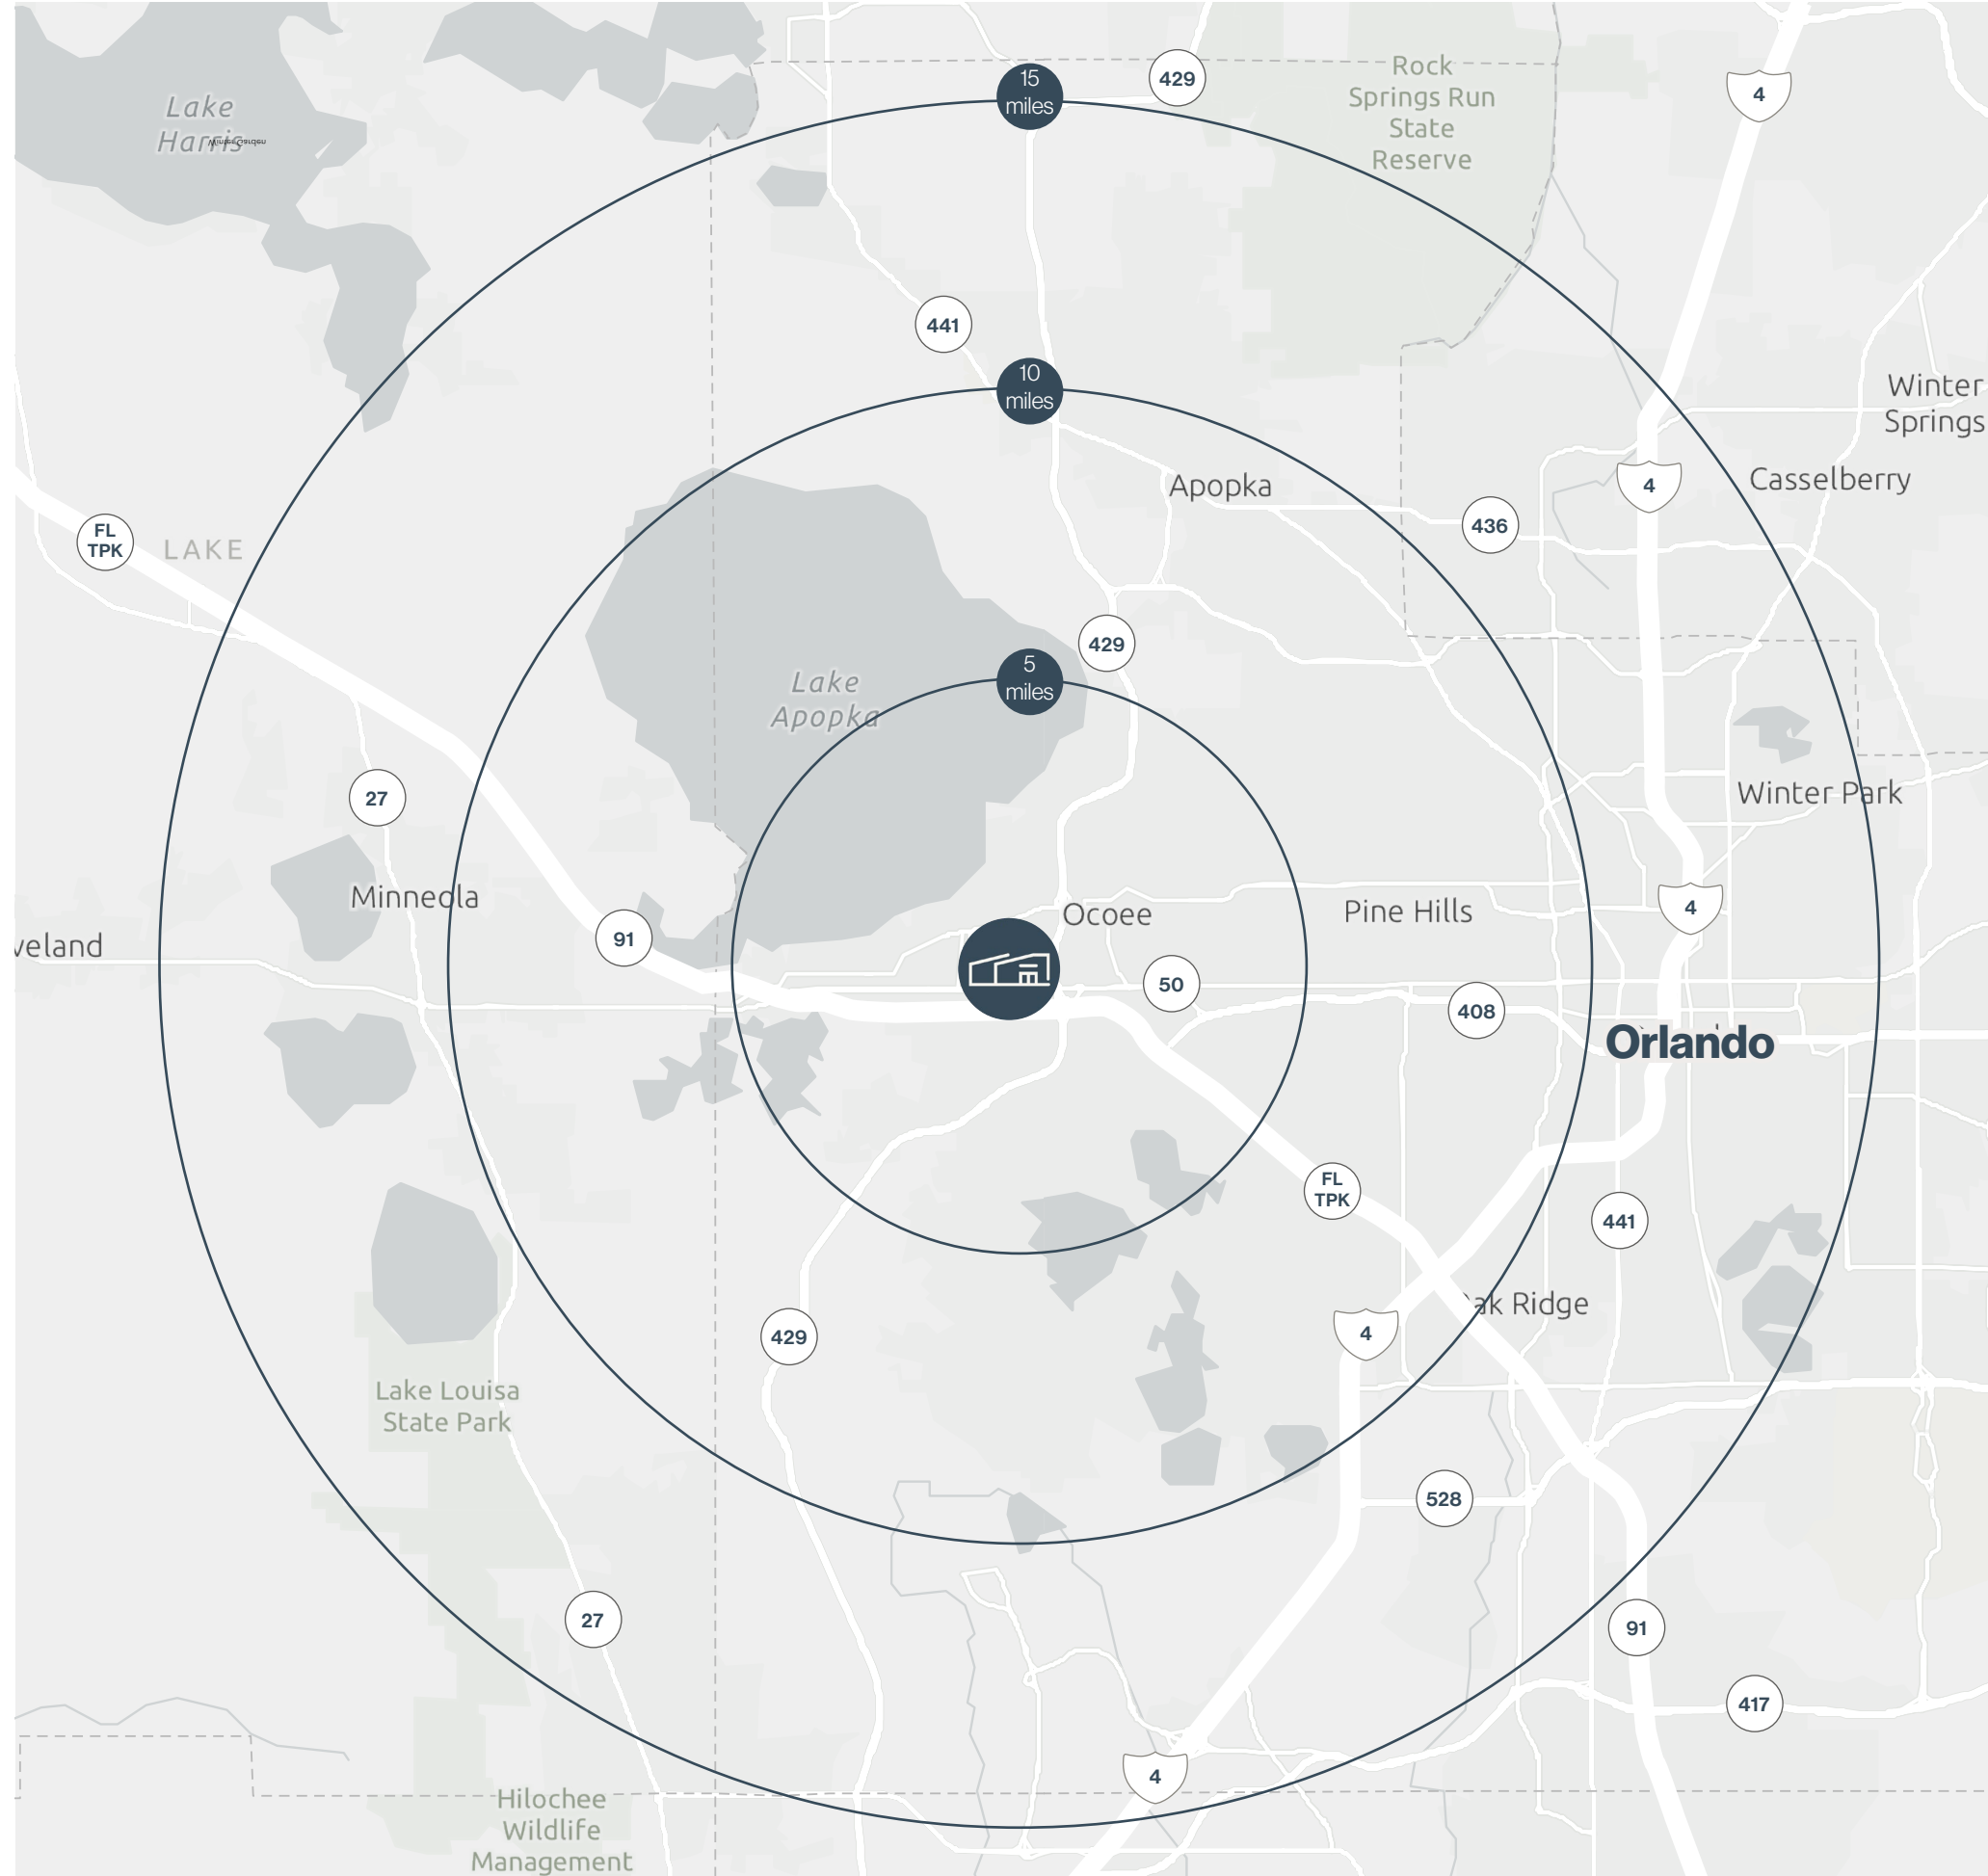 15
miles
429
Rock
Springs Run
State
Reserve
4
Lake
Harris
Winter Garden
441
10
miles
Winter
Springs
Apopka
4
Casselberry
436
FL
TPK
LAKE
429
5
miles
Lake
Apopka
27
Winter Park
Minneola
4
Ocoee
Pine Hills
91
veland
50
408
Orlando
FL
TPK
441
ak Ridge
4
429
Lake Louisa
State Park
528
27
91
417
4
Hilochee
Wildlife
Management